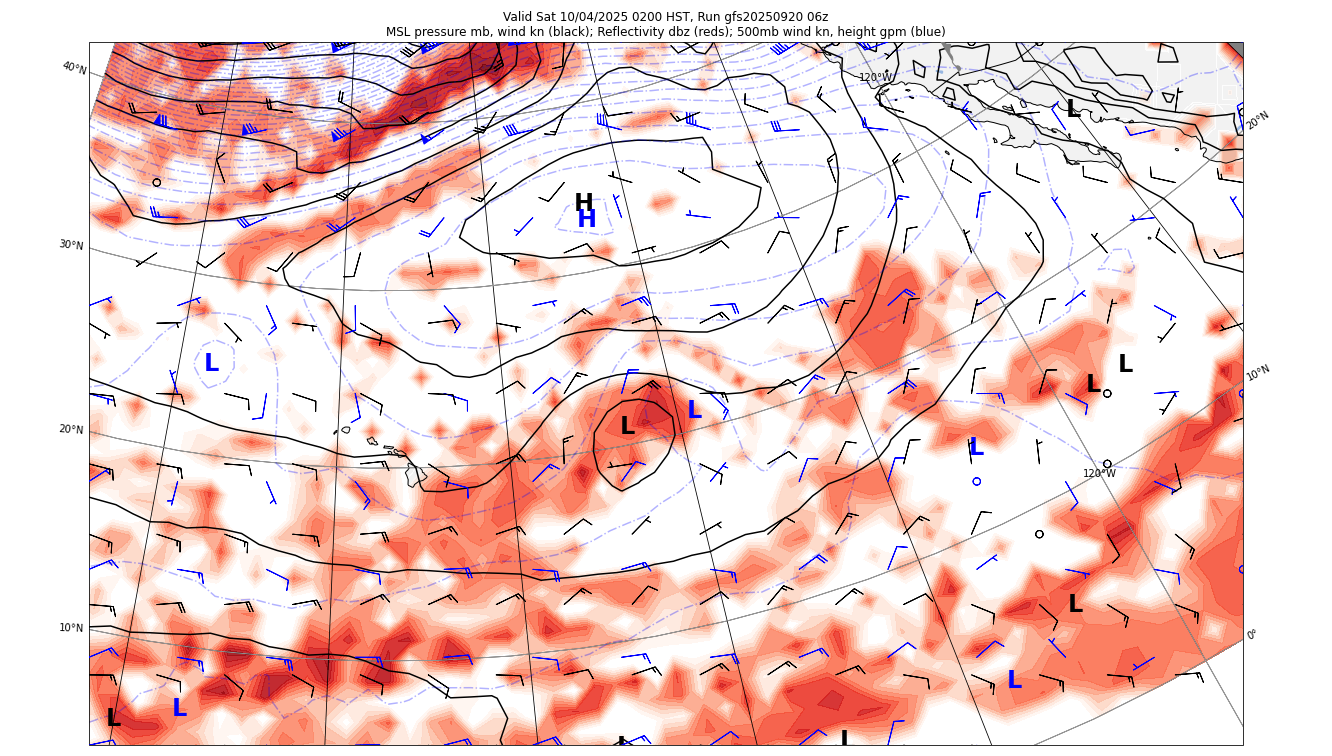 Valid Sat 10/04/2025 0200 HST, Run gfs20250920 06z
MSL pressure mb, wind kn (black); Reflectivity dbz (reds); 500mb wind kn, height gpm (blue)
L
40°N
120°W
L
20°N
H
H
30°N
L
L
L
10°N
L
L
20°N
L
120°W
L
10°N
0°
L
L
L
L
L